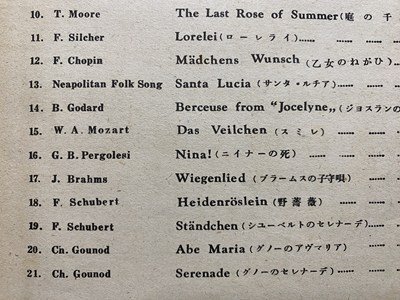 10. T. Moore The Last Rose of Summer(庭の千
11. F. Silcher Lorelei(ローレライ) ...... ...... ......
12. F. Chopin Mädchens Wunsch(乙女のねがひ) ......
13. Neapolitan Folk Song Santa Lucia(サンタ・ルチア) ...... ......
14. B. Godard Berceuse from "Jocelyne„(ジョスランの
15. W. A. Mozart Das Veilchen(スミレ) ...... ...... ......
16. G. B. Pergolesi Nina!(ニイナーの死) ...... ...... ......
17. J. Brahms Wiegenlied(ブラームスの子守唄) ...... ......
18. F. Schubert Heidenröslein(野薔薇) ...... ...... ......
19. F. Schubert Ständchen(シューベルトのセレナーデ) ...... ......
20. Ch. Gounod Abe Maria(グノーのアヴマリア) ...... ......
21. Ch. Gounod Serenade(グノーのセレナーデ) ...... ......